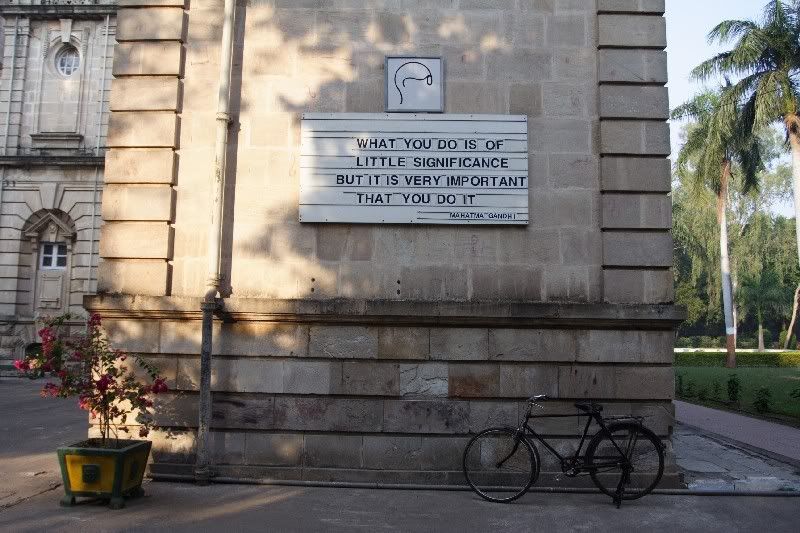 WHAT YOU DO IS OF
LITTLE SIGNIFICANCE
BUT IT IS VERY IMPORTANT
THAT YOU DO IT
MAHATMA GANDHI